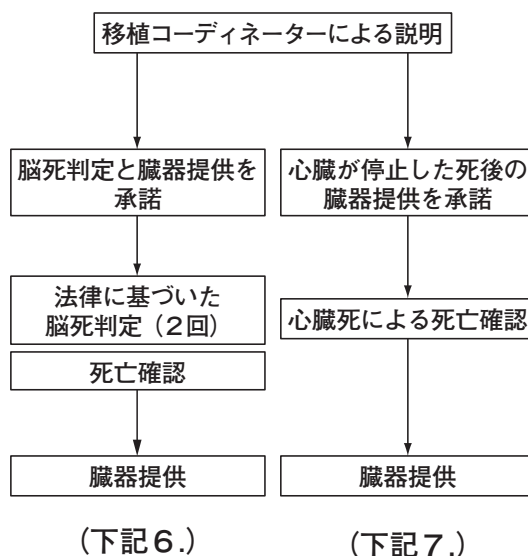 移植コーディネーターによる説明
脳死判定と臓器提供を
承諾
心臓が停止した死後の
臓器提供を承諾
法律に基づいた
脳死判定（2回）
心臓死による死亡確認
死亡確認
臓器提供
臓器提供
（下記６.）
（下記７.）